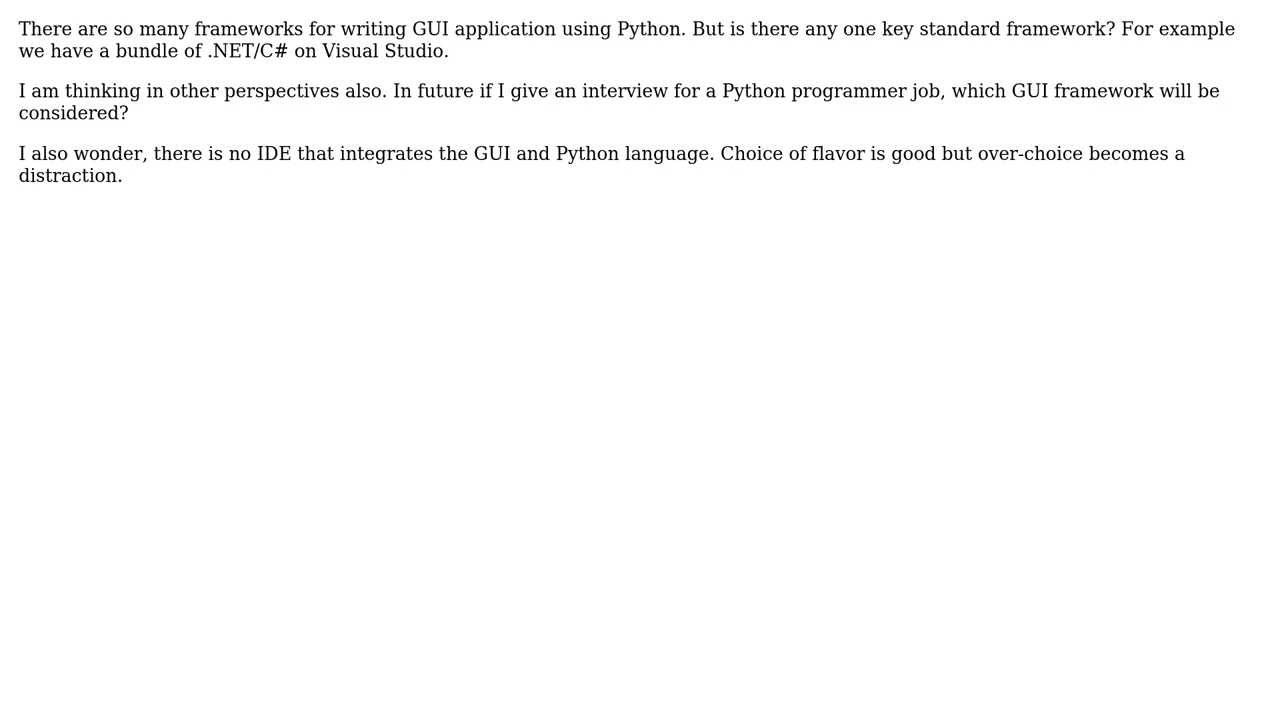 There are so many frameworks for writing GUI application using Python. But is there any one key standard framework? For example
we have a bundle of .NET/C# on Visual Studio.
I am thinking in other perspectives also. In future if I give an interview for a Python programmer job, which GUI framework will be
considered?
I also wonder, there is no IDE that integrates the GUI and Python language. Choice of flavor is good but over-choice becomes a
distraction.